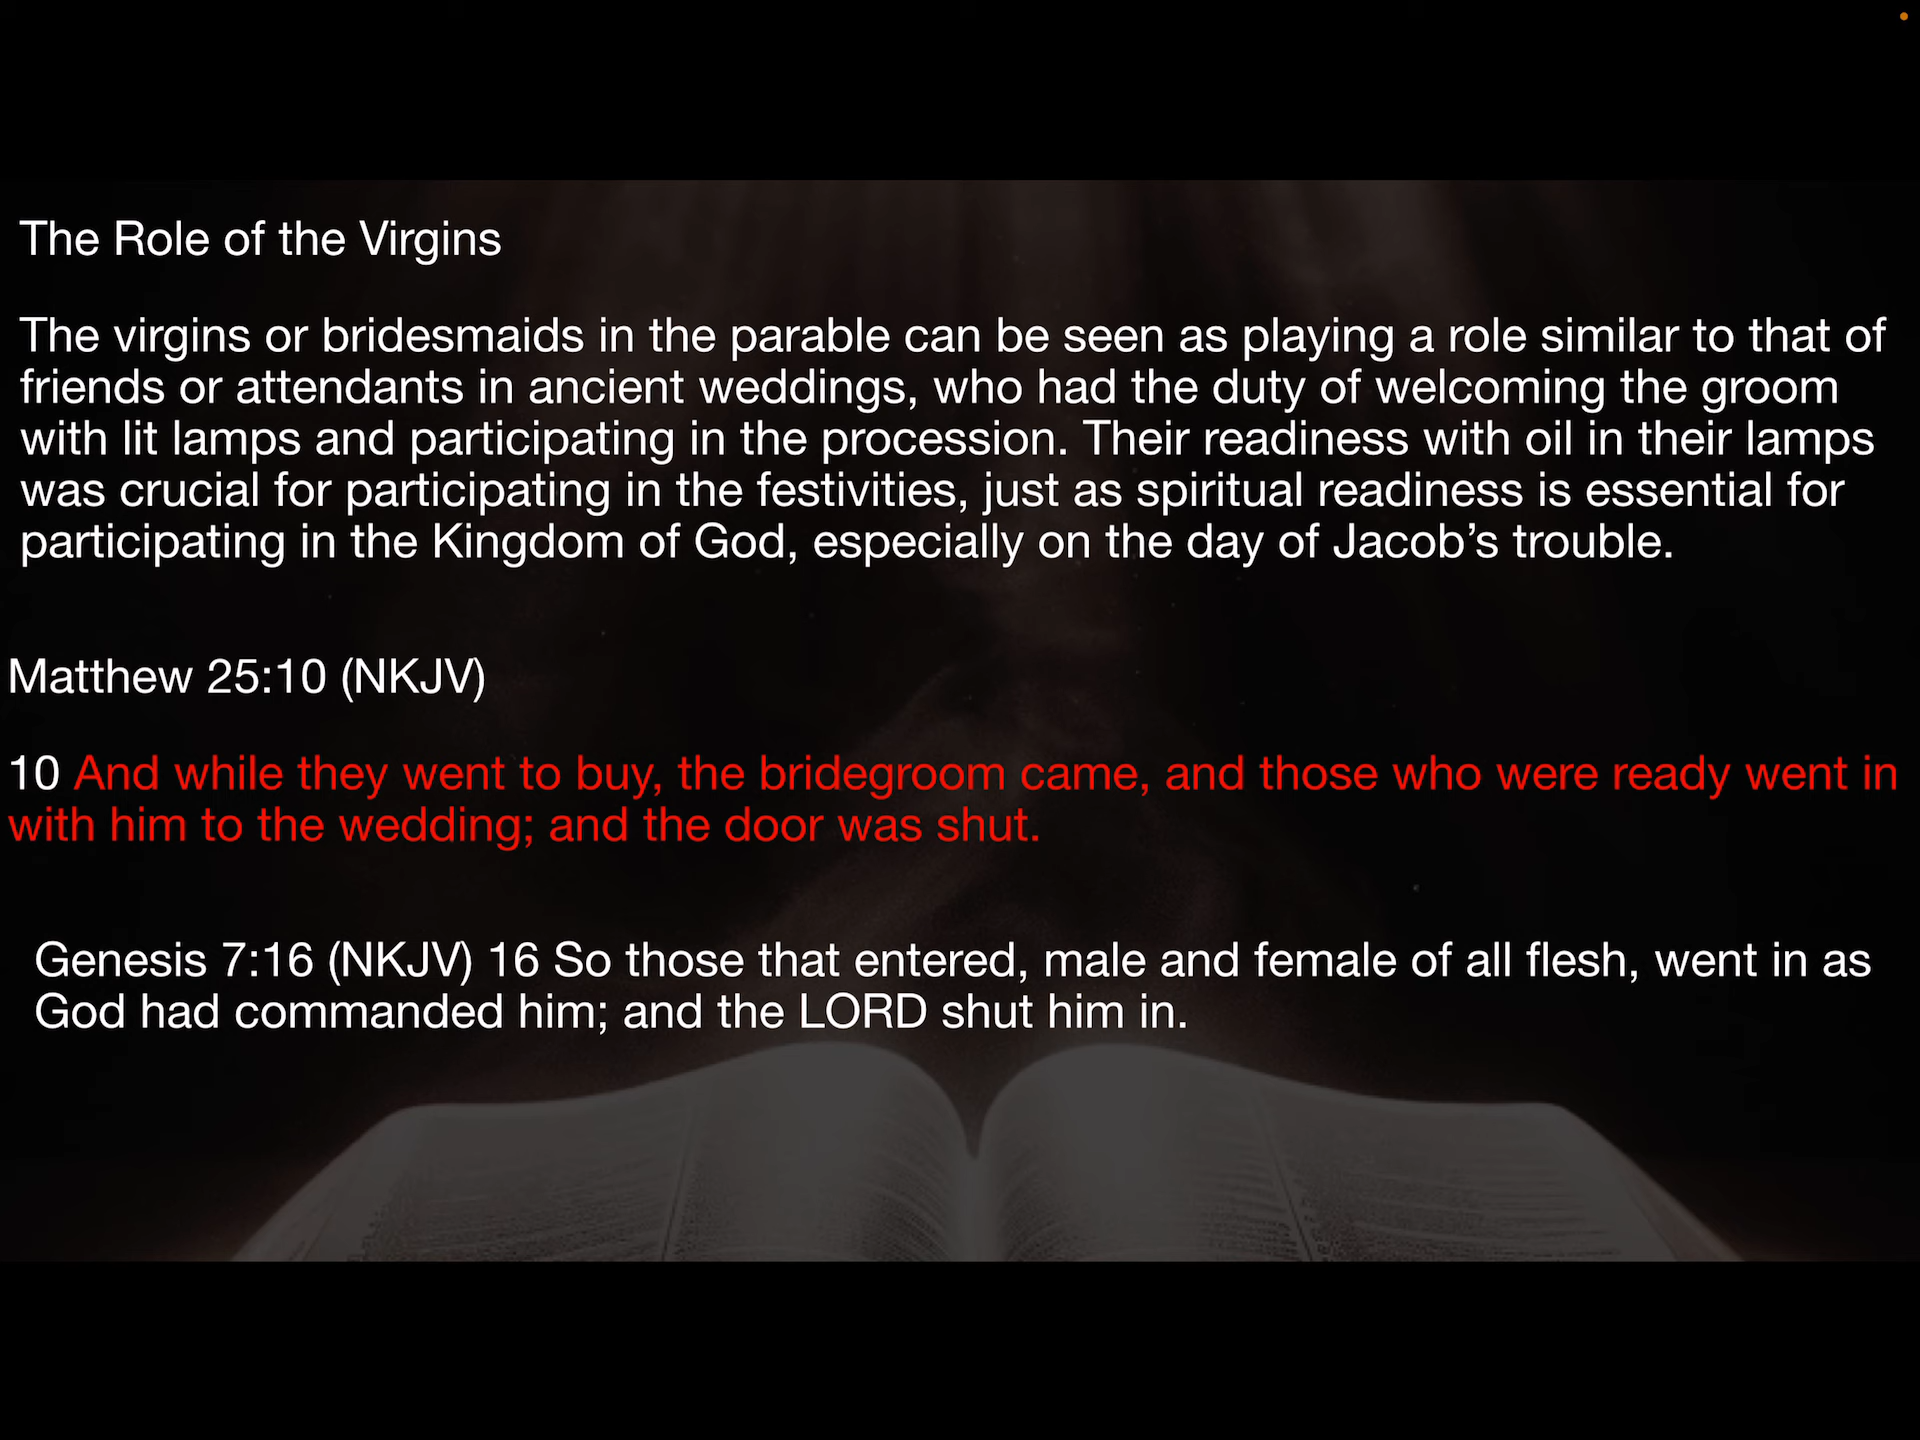 The Role of the Virgins
The virgins or bridesmaids in the parable can be seen as playing a role similar to that of
friends or attendants in ancient weddings, who had the duty of welcoming the groom
with lit lamps and participating in the procession. Their readiness with oil in their lamps
was crucial for participating in the festivities, just as spiritual readiness is essential for
participating in the Kingdom of God, especially on the day of Jacob’s trouble.
Matthew 25:10 (NKJV)
10 And while they went to buy, the bridegroom came, and those who were ready went in
with him to the wedding; and the door was shut.
Genesis 7:16 (NKJV) 16 So those that entered, male and female of all flesh, went in as
God had commanded him; and the LORD shut him in.